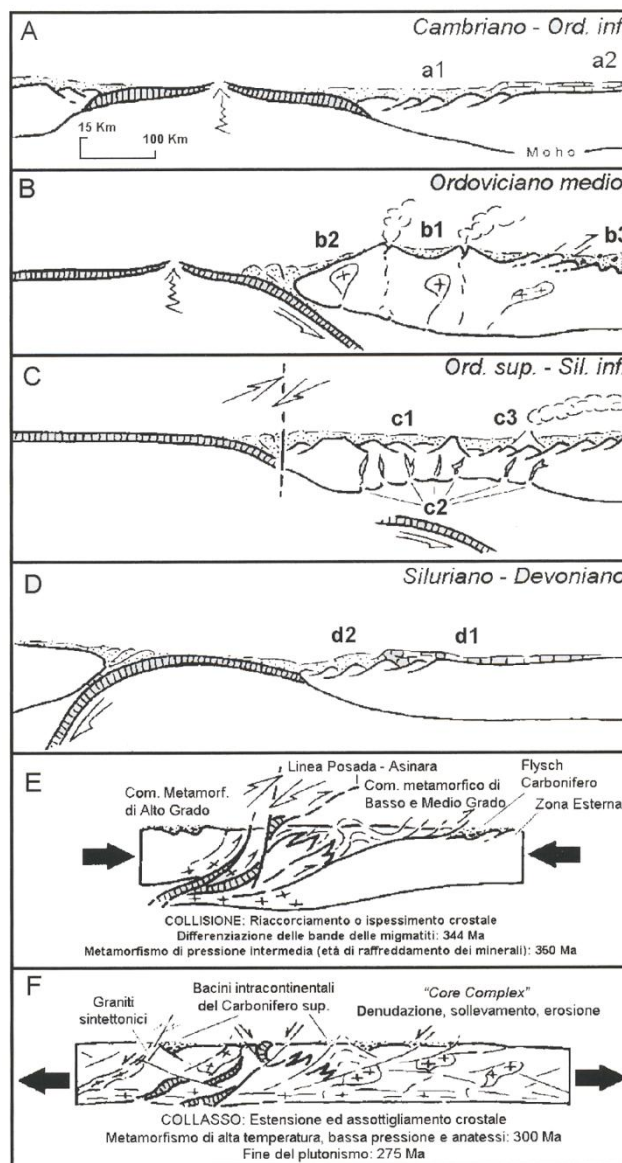 A
Cambriano - Ord. inf.
a1
a2
15 Km
100 Km
Moho
B
Ordoviciano medio
b2
b1
b3
C
Ord. sup. - Sil. inf.
c1
c3
c2
D
Siluriano - Devoniano
d2
d1
E
Linea Posada - Asinara
Com. Metamorf.
di Alto Grado
Com. metamorfico di
Basso e Medio Grado
Flysch
Carbonifero
Zona Esterna
COLLISIONE: Riaccorciamento o ispessimento crostale
Differenziazione delle bande delle migmatiti: 344 Ma
Metamorfismo di pressione intermedia (età di raffreddamento dei minerali): 350 Ma
F
Graniti
sintettonici
Bacini intracontinentali
del Carbonifero sup.
"Core Complex"
Denudazione, sollevamento, erosione
COLLASSO: Estensione ed assottigliamento crostale
Metamorfismo di alta temperatura, bassa pressione e anatessi: 300 Ma
Fine del plutonismo: 275 Ma